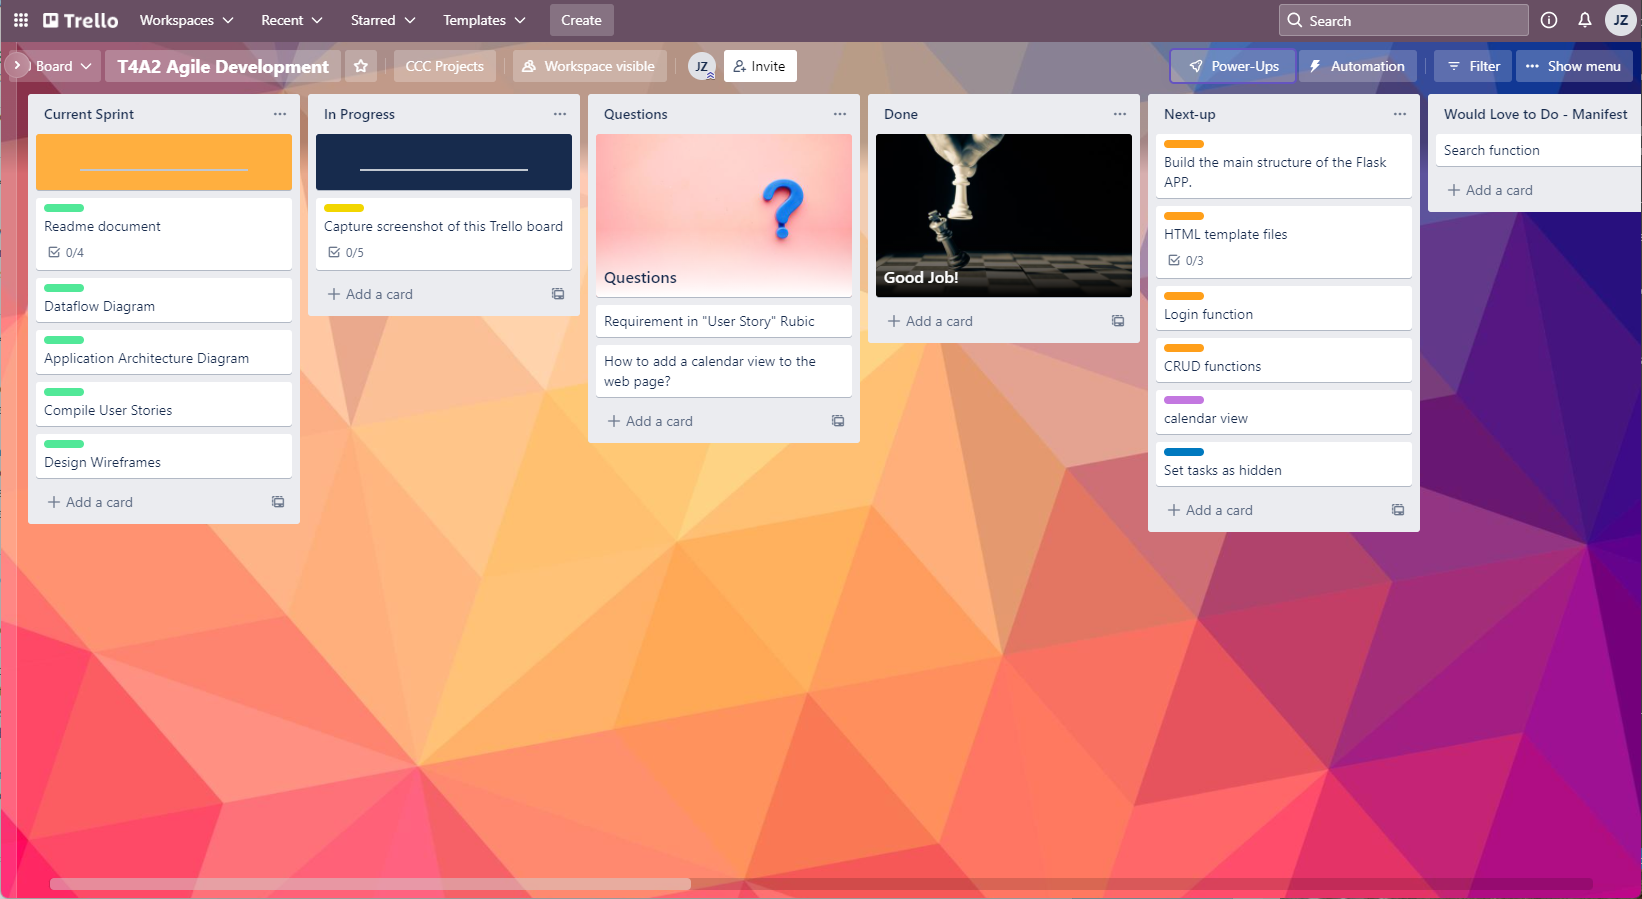 Trello
Workspaces
Recent
Starred
Templates
Create
Search
JZ
Board
T4A2 Agile Development
CCC Projects
Workspace visible
JZ
Invite
Power-Ups
Automation
Filter
Show menu
Current Sprint
Readme document
0/4
Dataflow Diagram
Application Architecture Diagram
Compile User Stories
Design Wireframes
Add a card
In Progress
Capture screenshot of this Trello board
0/5
Add a card
Questions
Questions
Requirement in "User Story" Rubic
How to add a calendar view to the
web page?
Add a card
Done
Good Job!
Add a card
Next-up
Build the main structure of the Flask
APP.
HTML template files
0/3
Login function
CRUD functions
calendar view
Set tasks as hidden
Add a card
Would Love to Do - Manifest
Search function
Add a card